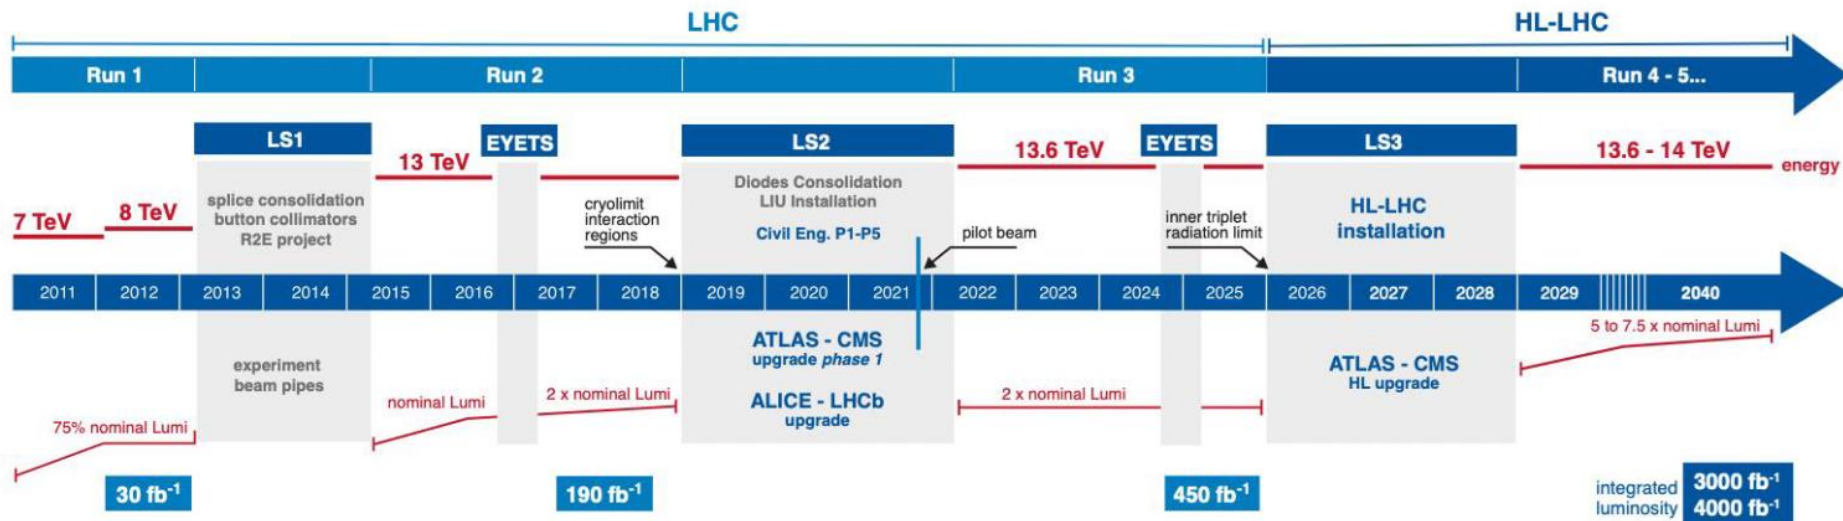 LHC
HL-LHC
Run 1
Run 2
Run 3
Run 4 - 5...
LS1
EYETS
LS2
EYETS
LS3
13 TeV
13.6 TeV
13.6 - 14 TeV
energy
7 TeV
8 TeV
splice consolidation
button collimators
R2E project
cryolimit
interaction
regions
Diodes Consolidation
LIU Installation
Civil Eng. P1-P5
pilot beam
inner triplet
radiation limit
HL-LHC
installation
2011
2012
2013
2014
2015
2016
2017
2018
2019
2020
2021
2022
2023
2024
2025
2026
2027
2028
2029
2040
5 to 7.5 x nominal Lumi
experiment
beam pipes
ATLAS - CMS
upgrade phase 1
ATLAS - CMS
HL upgrade
75% nominal Lumi
nominal Lumi
2 x nominal Lumi
ALICE - LHCb
upgrade
2 x nominal Lumi
30 fb⁻¹
190 fb⁻¹
450 fb⁻¹
integrated
luminosity
3000 fb⁻¹
4000 fb⁻¹